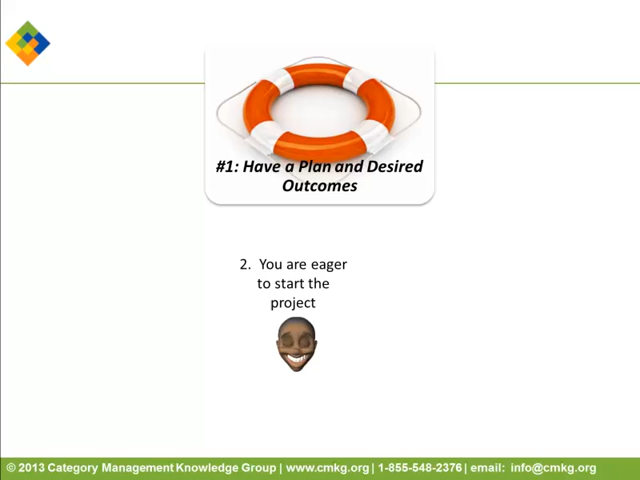 #1: Have a Plan and Desired
Outcomes
2. You are eager
to start the
project
© 2013 Category Management Knowledge Group | www.cmkg.org | 1-855-548-2376 | email: info@cmkg.org